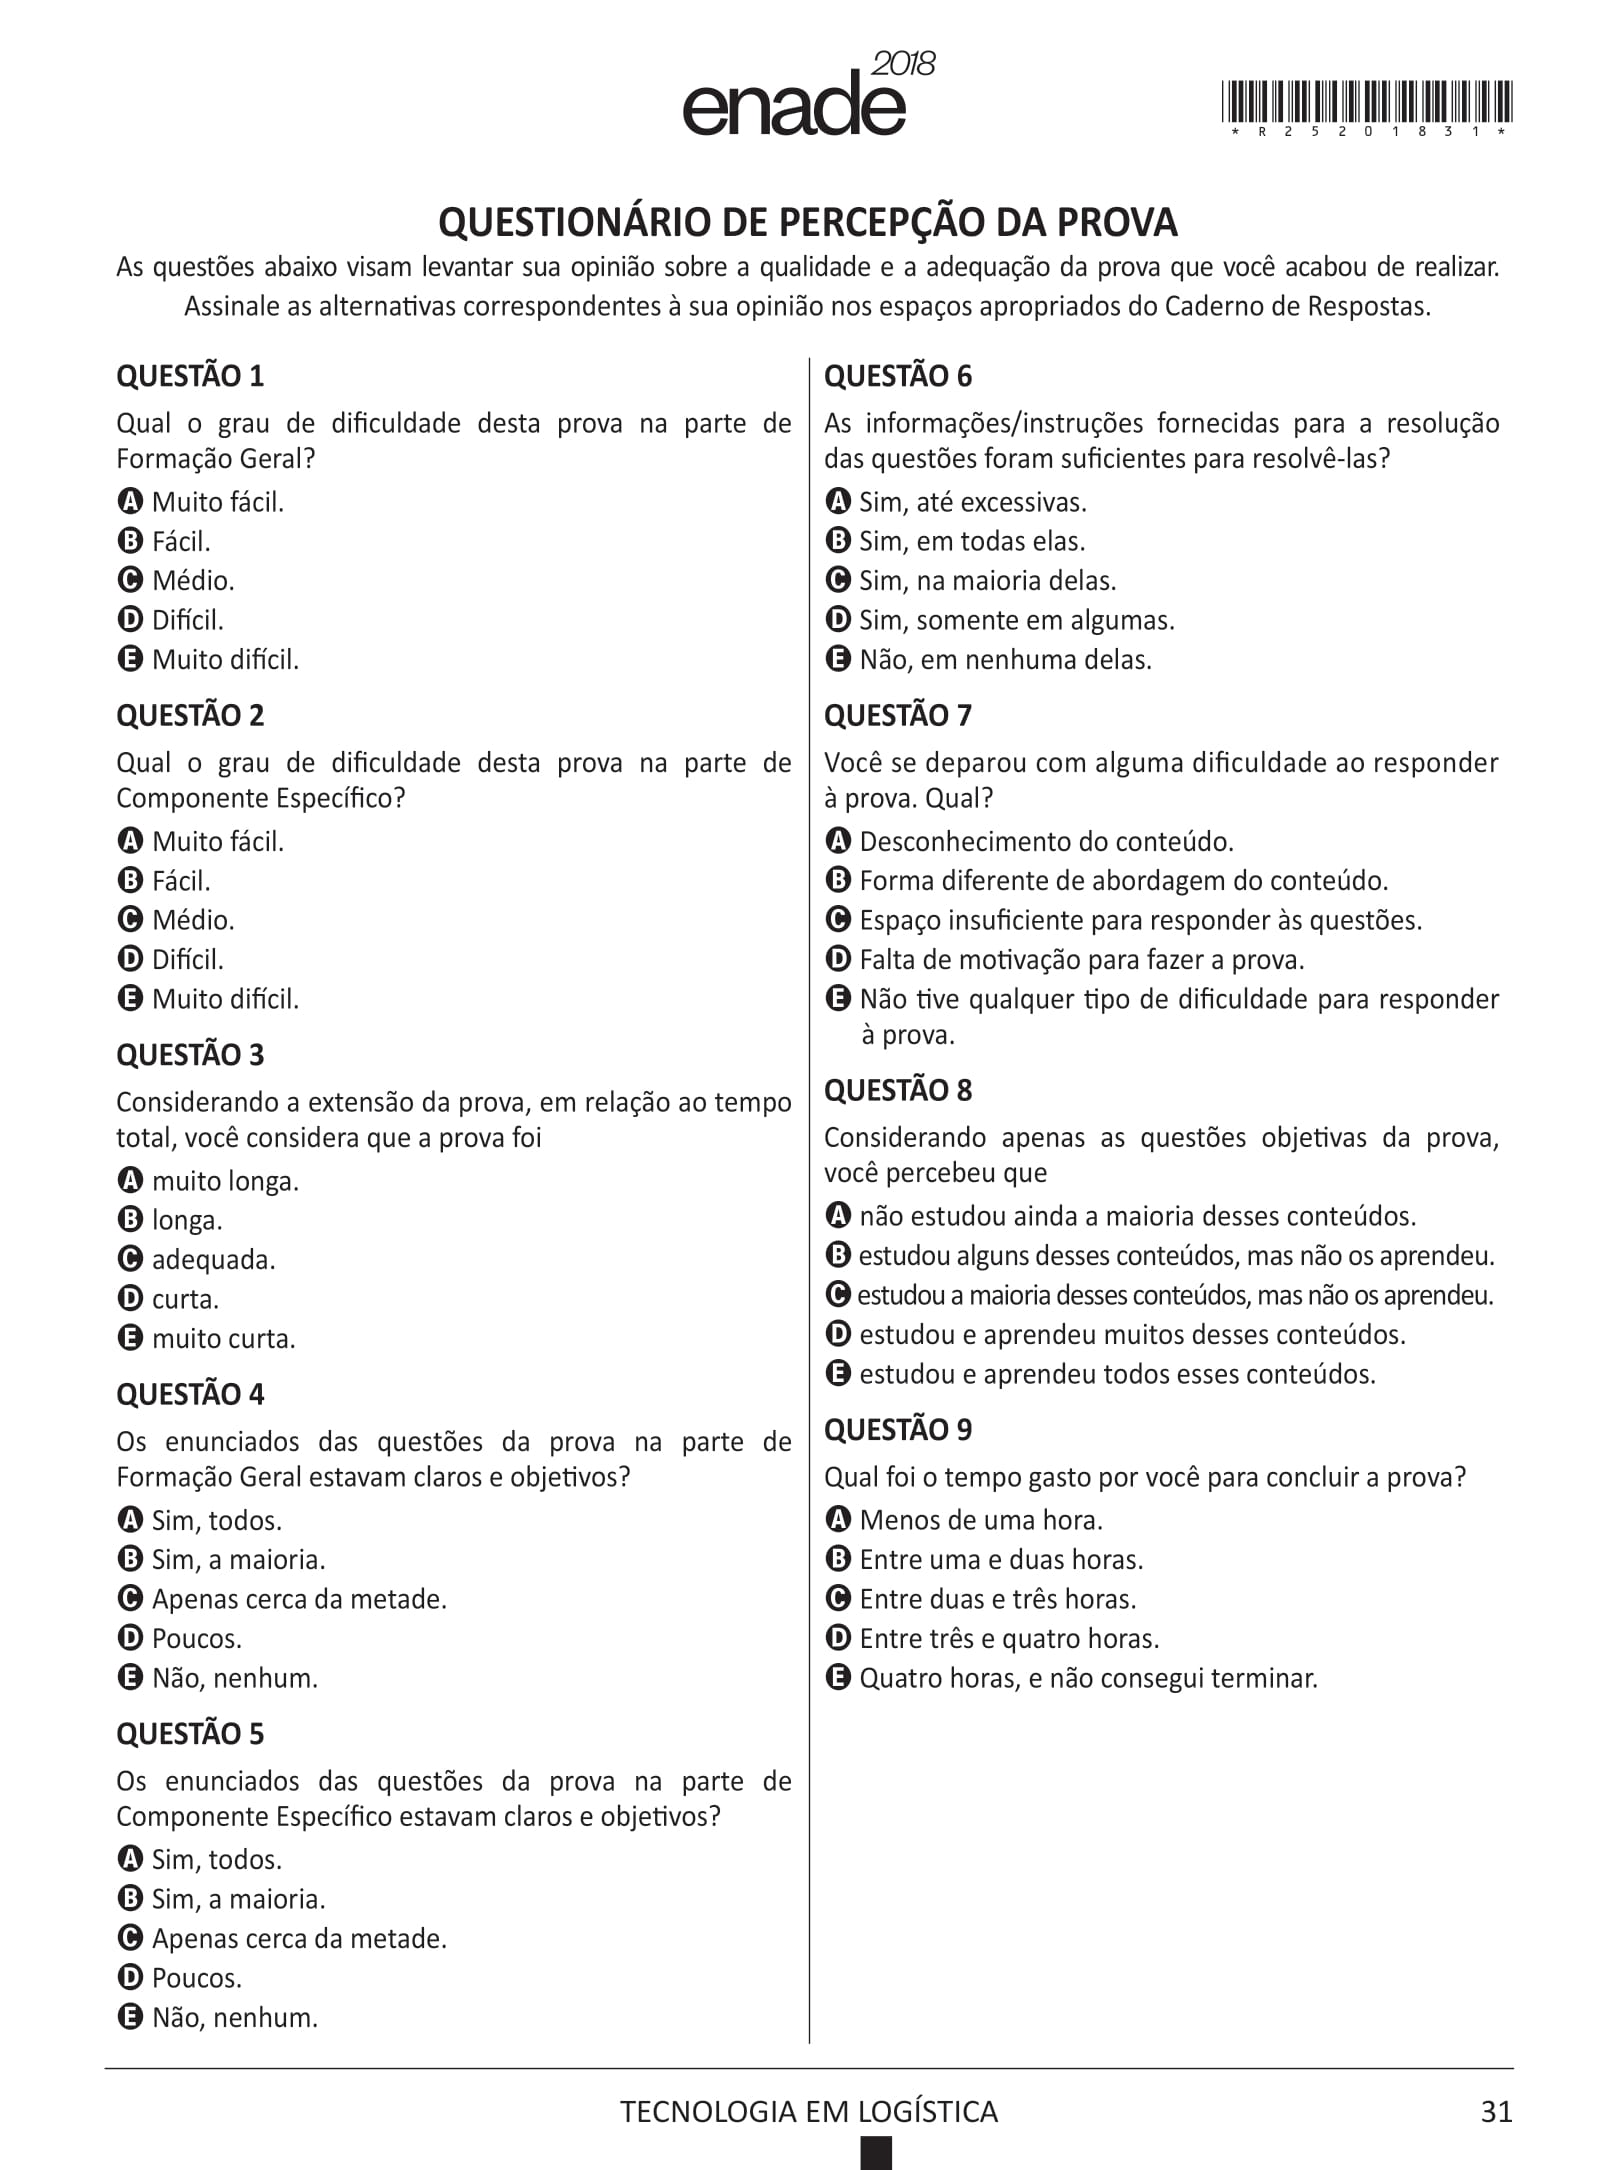 enade 2018
*R25201831*
QUESTIONÁRIO DE PERCEPÇÃO DA PROVA
As questões abaixo visam levantar sua opinião sobre a qualidade e a adequação da prova que você acabou de realizar.
Assinale as alternativas correspondentes à sua opinião nos espaços apropriados do Caderno de Respostas.
QUESTÃO 1
Qual o grau de dificuldade desta prova na parte de
Formação Geral?
A Muito fácil.
B Fácil.
C Médio.
D Difícil.
E Muito difícil.
QUESTÃO 2
Qual o grau de dificuldade desta prova na parte de
Componente Específico?
A Muito fácil.
B Fácil.
C Médio.
D Difícil.
E Muito difícil.
QUESTÃO 3
Considerando a extensão da prova, em relação ao tempo
total, você considera que a prova foi
A muito longa.
B longa.
C adequada.
D curta.
E muito curta.
QUESTÃO 4
Os enunciados das questões da prova na parte de
Formação Geral estavam claros e objetivos?
A Sim, todos.
B Sim, a maioria.
C Apenas cerca da metade.
D Poucos.
E Não, nenhum.
QUESTÃO 5
Os enunciados das questões da prova na parte de
Componente Específico estavam claros e objetivos?
A Sim, todos.
B Sim, a maioria.
C Apenas cerca da metade.
D Poucos.
E Não, nenhum.
QUESTÃO 6
As informações/instruções fornecidas para a resolução
das questões foram suficientes para resolvê-las?
A Sim, até excessivas.
B Sim, em todas elas.
C Sim, na maioria delas.
D Sim, somente em algumas.
E Não, em nenhuma delas.
QUESTÃO 7
Você se deparou com alguma dificuldade ao responder
à prova. Qual?
A Desconhecimento do conteúdo.
B Forma diferente de abordagem do conteúdo.
C Espaço insuficiente para responder às questões.
D Falta de motivação para fazer a prova.
E Não tive qualquer tipo de dificuldade para responder
à prova.
QUESTÃO 8
Considerando apenas as questões objetivas da prova,
você percebeu que
A não estudou ainda a maioria desses conteúdos.
B estudou alguns desses conteúdos, mas não os aprendeu.
C estudou a maioria desses conteúdos, mas não os aprendeu.
D estudou e aprendeu muitos desses conteúdos.
E estudou e aprendeu todos esses conteúdos.
QUESTÃO 9
Qual foi o tempo gasto por você para concluir a prova?
A Menos de uma hora.
B Entre uma e duas horas.
C Entre duas e três horas.
D Entre três e quatro horas.
E Quatro horas, e não consegui terminar.
TECNOLOGIA EM LOGÍSTICA
31